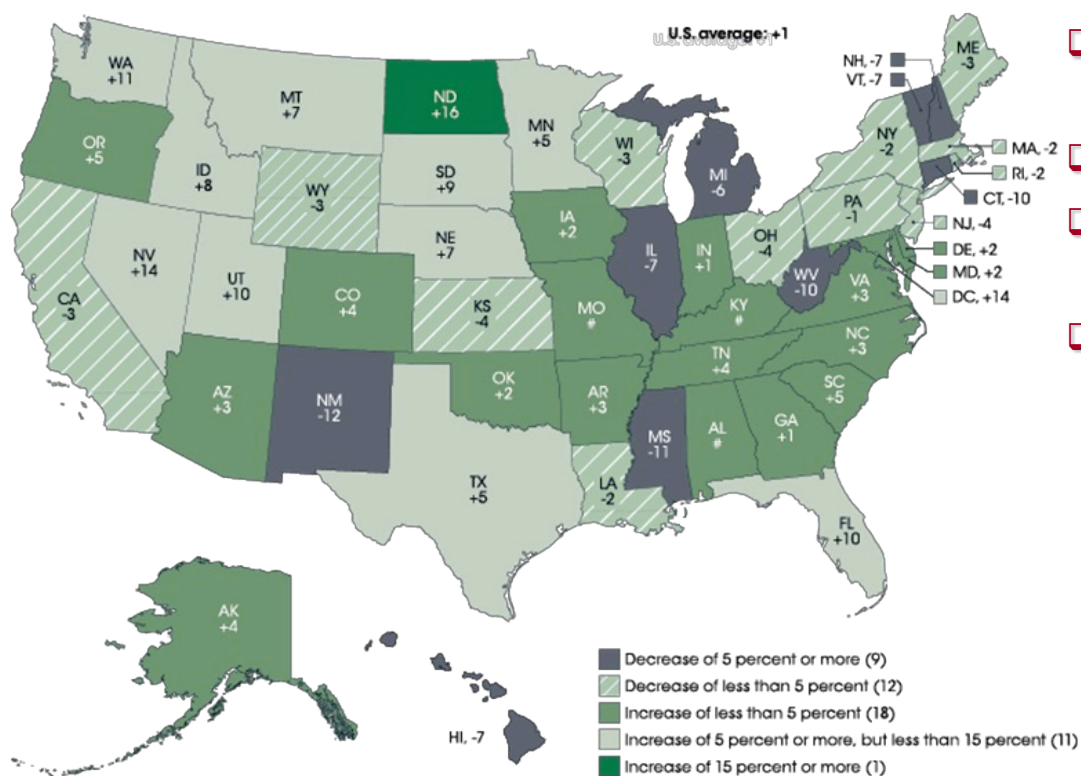 U.S. average: +1
WA
+11
MT
+7
ND
+16
MN
+5
OR
+5
ID
+8
WY
-3
SD
+9
WI
-3
MI
-6
NH, -7
VT, -7
ME
-3
NY
-2
MA, -2
RI, -2
CT, -10
PA
-1
NJ, -4
DE, +2
MD, +2
DC, +14
NV
+14
UT
+10
CO
+4
NE
+7
IA
+2
IL
-7
IN
+1
OH
-4
WV
-10
VA
+3
CA
-3
KS
-4
MO
#
KY
#
NC
+3
TN
+4
SC
+5
AZ
+3
NM
-12
OK
+2
AR
+3
MS
-11
AL
#
GA
+1
TX
+5
LA
-2
FL
+10
AK
+4
HI, -7
Decrease of 5 percent or more (9)
Decrease of less than 5 percent (12)
Increase of less than 5 percent (18)
Increase of 5 percent or more, but less than 15 percent (11)
Increase of 15 percent or more (1)